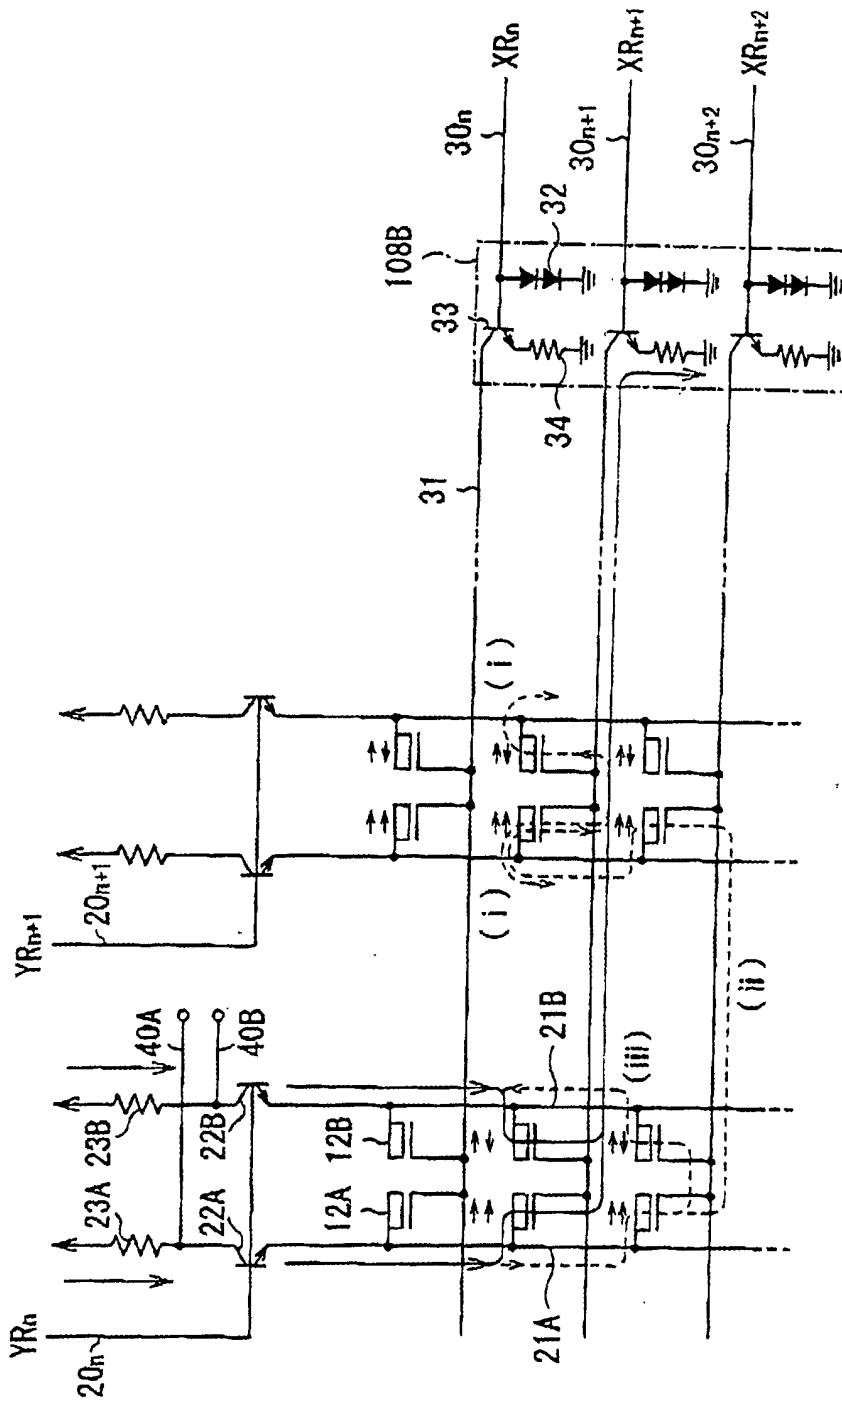 YRn
20n
YRn+1
20n+1
23A
23B
40A
40B
22A
22B
12A
12B
21A
21B
(i)
(i)
(ii)
(iii)
31
108B
33
32
34
30n
XRn
30n+1
XRn+1
30n+2
XRn+2